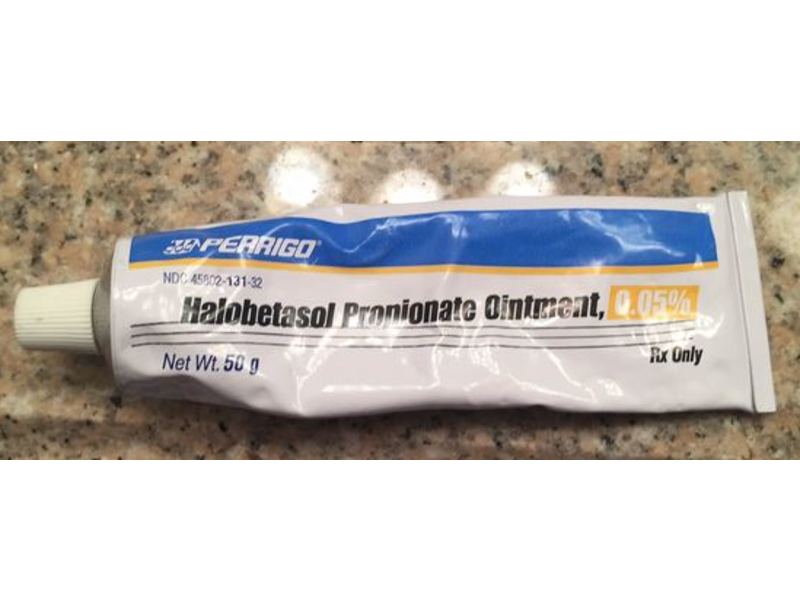 PERRIGO®
NDC 45802-131-32
Halobetasol Propionate Ointment, 0.05%
Rx Only
Net Wt. 50 g